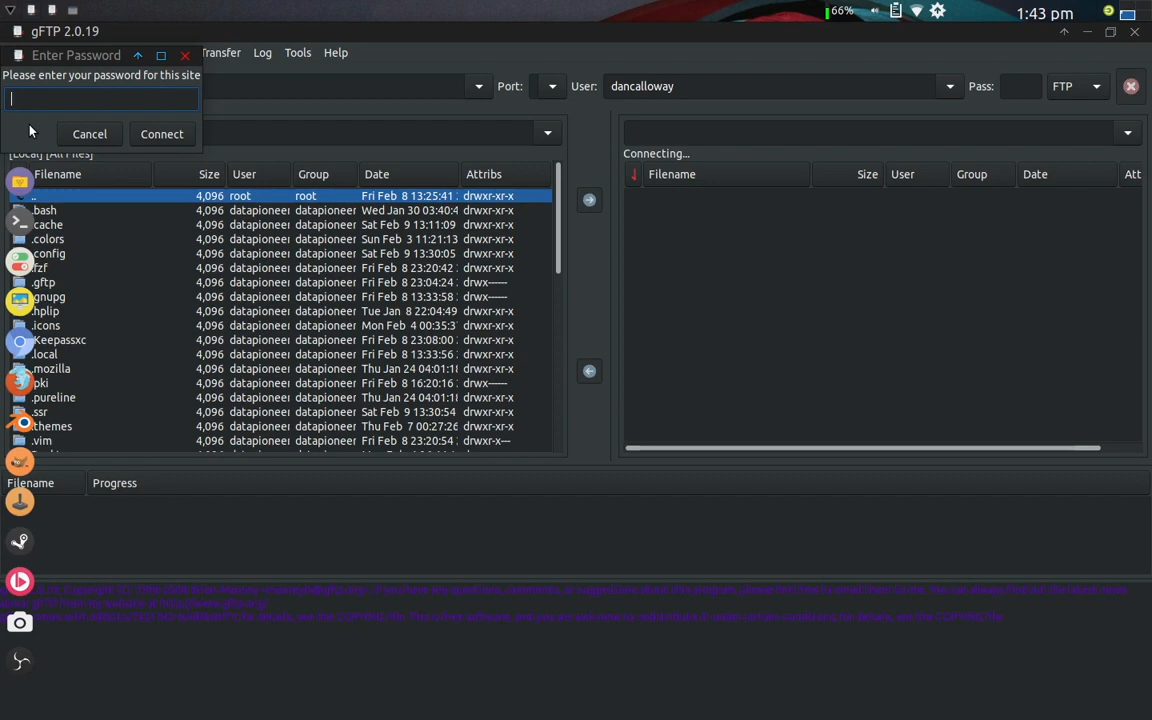 66%
1:43 pm
gFTP 2.0.19
Enter Password
Please enter your password for this site
Cancel Connect
Log Tools Help
Port: User: dancalloway Pass: FTP
Connecting...
Filename Size User Group Date Attribs
Filename Size User Group Date Att
.. 4,096 root root Fri Feb 8 13:25:41 drwxr-xr-x
.bash 4,096 datapioneer datapioneer Wed Jan 30 03:40:4 drwxr-xr-x
cache 4,096 datapioneer datapioneer Sat Feb 9 13:11:09 drwxr-xr-x
.colors 4,096 datapioneer datapioneer Sun Feb 3 11:21:13 drwxr-xr-x
config 4,096 datapioneer datapioneer Sat Feb 9 13:30:05 drwxr-xr-x
fzf 4,096 datapioneer datapioneer Fri Feb 8 23:20:42 drwxr-xr-x
.gftp 4,096 datapioneer datapioneer Fri Feb 8 23:04:24 drwx------
gnupg 4,096 datapioneer datapioneer Fri Feb 8 13:33:58 drwx------
hplip 4,096 datapioneer datapioneer Tue Jan 8 22:04:49 drwxr-xr-x
.icons 4,096 datapioneer datapioneer Mon Feb 4 00:35:3 drwxr-xr-x
Keepassxc 4,096 datapioneer datapioneer Fri Feb 8 23:08:00 drwxr-xr-x
.local 4,096 datapioneer datapioneer Fri Feb 8 13:33:56 drwxr-xr-x
.mozilla 4,096 datapioneer datapioneer Thu Jan 24 04:01:18 drwxr-xr-x
pki 4,096 datapioneer datapioneer Fri Feb 8 16:20:16 drwx------
.pureline 4,096 datapioneer datapioneer Thu Jan 24 04:01:18 drwxr-xr-x
.ssr 4,096 datapioneer datapioneer Sat Feb 9 13:30:54 drwxr-xr-x
.themes 4,096 datapioneer datapioneer Thu Feb 7 00:27:26 drwxr-xr-x
.vim 4,096 datapioneer datapioneer Fri Feb 8 23:20:54 drwxr-x---
Filename Progress